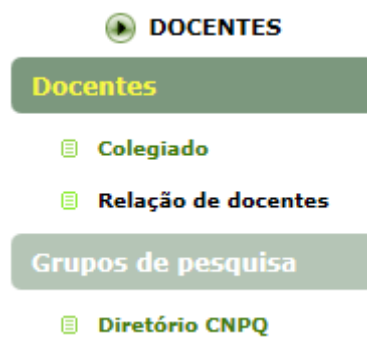 DOCENTES
Docentes
Colegiado
Relação de docentes
Grupos de pesquisa
Diretório CNPQ